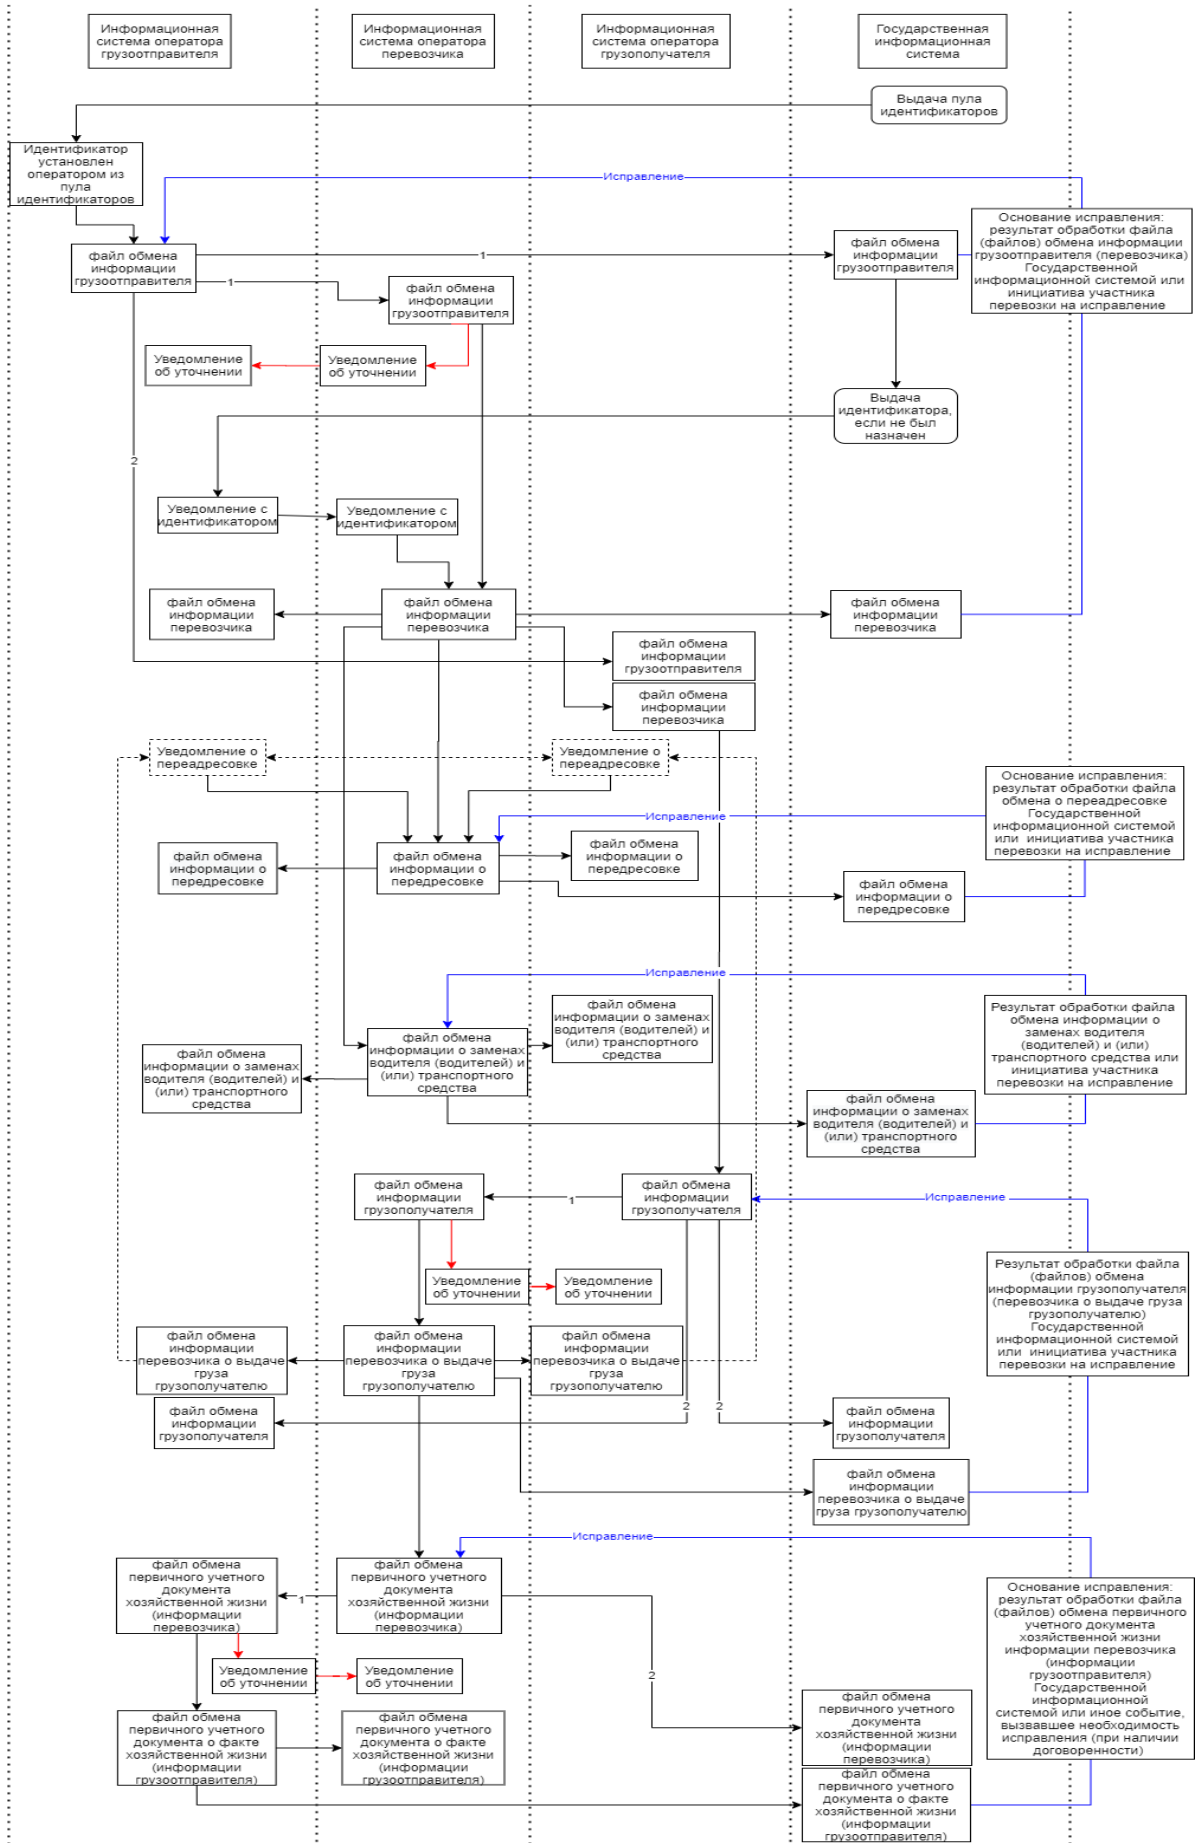 Информационная
система оператора
грузоотправителя
Информационная
система оператора
перевозчика
Информационная
система оператора
грузополучателя
Государственная
информационная
система
Выдача пула
идентификаторов
Идентификатор
установлен
оператором из
пула
идентификаторов
Исправление
Основание исправления:
результат обработки файла
(файлов) обмена информации
грузоотправителя (перевозчика)
Государственной
информационной системой или
инициатива участника
перевозки на исправление
файл обмена
информации
грузоотправителя
1
файл обмена
информации
грузоотправителя
1
файл обмена
информации
грузоотправителя
Уведомление
об уточнении
Уведомление
об уточнении
Выдача
идентификатора,
если не был
назначен
2
Уведомление с
идентификатором
Уведомление с
идентификатором
файл обмена
информации
перевозчика
файл обмена
информации
перевозчика
файл обмена
информации
перевозчика
файл обмена
информации
грузоотправителя
файл обмена
информации
перевозчика
Уведомление о
переадресовке
Уведомление о
переадресовке
Основание исправления:
результат обработки файла
обмена о переадресовке
Государственной
информационной системой
или инициатива участника
перевозки на исправление
Исправление
файл обмена
информации о
передресовке
файл обмена
информации о
передресовке
файл обмена
информации о
передресовке
файл обмена
информации о
передресовке
Исправление
файл обмена
информации о заменах
водителя (водителей) и
(или) транспортного
средства
Результат обработки файла
обмена информации о
заменах водителя
(водителей) и (или)
транспортного средства или
инициатива участника
перевозки на исправление
файл обмена
информации о заменах
водителя (водителей) и
(или) транспортного
средства
файл обмена
информации о заменах
водителя (водителей) и
(или) транспортного
средства
файл обмена
информации о заменах
водителя (водителей) и
(или) транспортного
средства
файл обмена
информации
грузополучателя
1
файл обмена
информации
грузополучателя
Исправление
Уведомление
об уточнении
Уведомление
об уточнении
Результат обработки файла
(файлов) обмена
информации грузополучателя
(перевозчика о выдаче груза
грузополучателю)
Государственной
информационной системой
или инициатива участника
перевозки на исправление
файл обмена
информации
перевозчика о выдаче
груза
грузополучателю
файл обмена
информации
перевозчика о выдаче
груза
грузополучателю
файл обмена
информации
перевозчика о выдаче
груза
грузополучателю
файл обмена
информации
грузополучателя
2
2
файл обмена
информации
грузополучателя
файл обмена
информации
перевозчика о выдаче
груза грузополучателю
Исправление
файл обмена
первичного учетного
документа
хозяйственной жизни
(информации
перевозчика)
1
файл обмена
первичного учетного
документа
хозяйственной жизни
(информации
перевозчика)
Основание исправления:
результат обработки файла
(файлов) обмена первичного
учетного документа
хозяйственной жизни
информации перевозчика
(информации
грузоотправителя)
Государственной
информационной
системой или иное событие,
вызвавшее необходимость
исправления (при наличии
договоренности)
Уведомление
об уточнении
Уведомление
об уточнении
2
файл обмена
первичного учетного
документа
хозяйственной жизни
(информации
перевозчика)
файл обмена
первичного учетного
документа о факте
хозяйственной жизни
(информации
грузоотправителя)
файл обмена
первичного учетного
документа о факте
хозяйственной жизни
(информации
грузоотправителя)
файл обмена
первичного учетного
документа о факте
хозяйственной жизни
(информации
грузоотправителя)